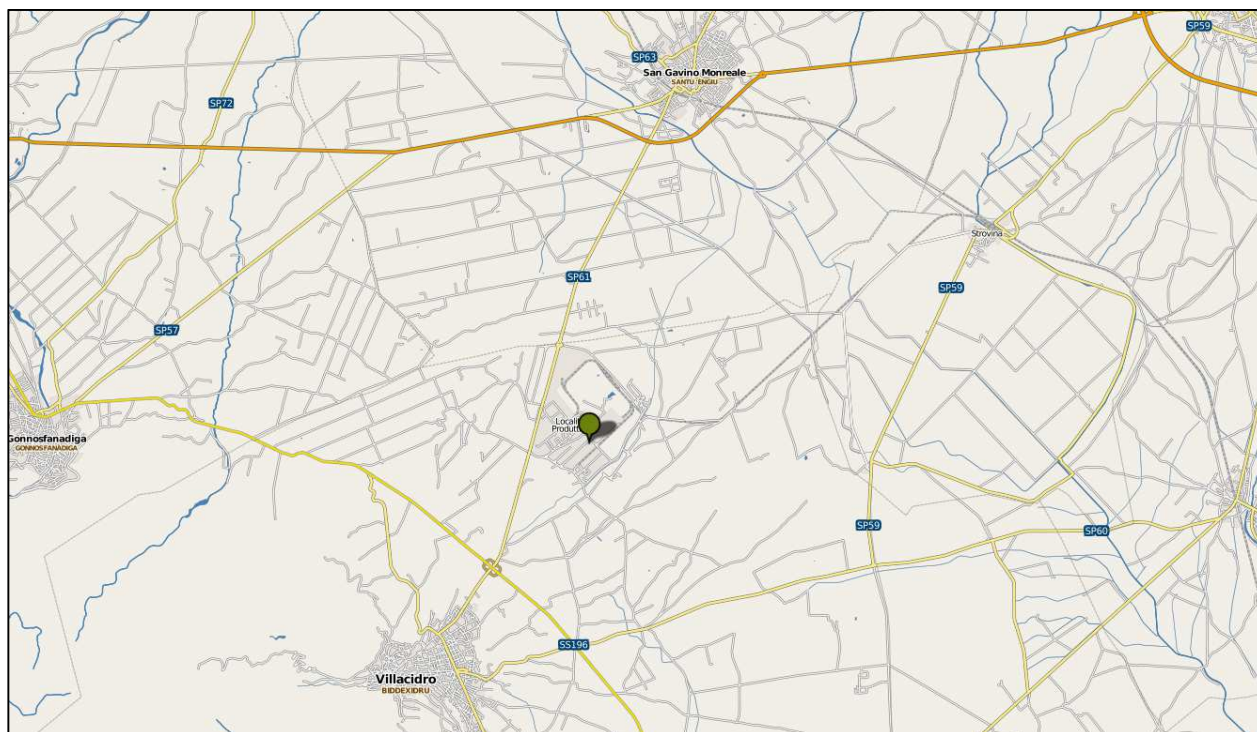 SP59
SP63
San Gavino Monreale
SANTU ENGIU
SP72
Strovina
SP61
SP59
SP57
Gonnosfanadiga
GONNOSFANADIGA
SP59
SP60
SS196
Villacidro
BIDDEXIDRU